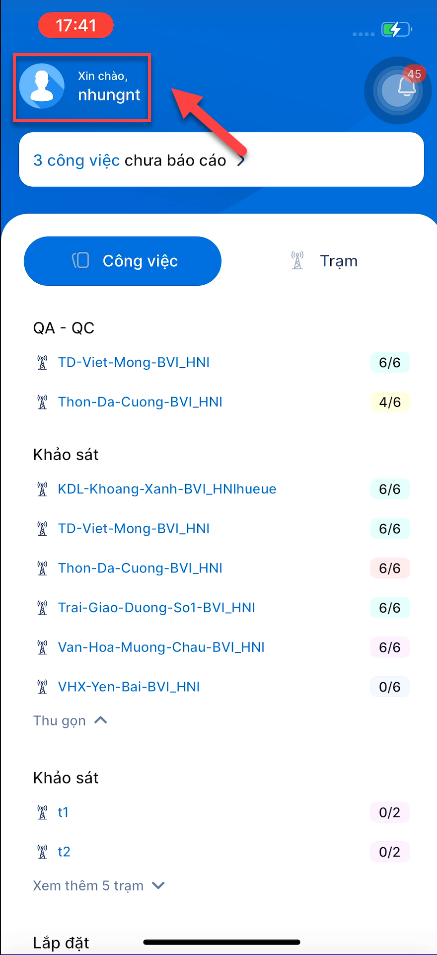 17:41
Xin chào,
nhungnt
45
3 công việc chưa báo cáo
Công việc
Trạm
QA - QC
TD-Viet-Mong-BVI_HNI 6/6
Thon-Da-Cuong-BVI_HNI 4/6
Khảo sát
KDL-Khoang-Xanh-BVI_HNIhueue 6/6
TD-Viet-Mong-BVI_HNI 6/6
Thon-Da-Cuong-BVI_HNI 6/6
Trai-Giao-Duong-So1-BVI_HNI 6/6
Van-Hoa-Muong-Chau-BVI_HNI 6/6
VHX-Yen-Bai-BVI_HNI 0/6
Thu gọn
Khảo sát
t1 0/2
t2 0/2
Xem thêm 5 trạm
Lắp đặt